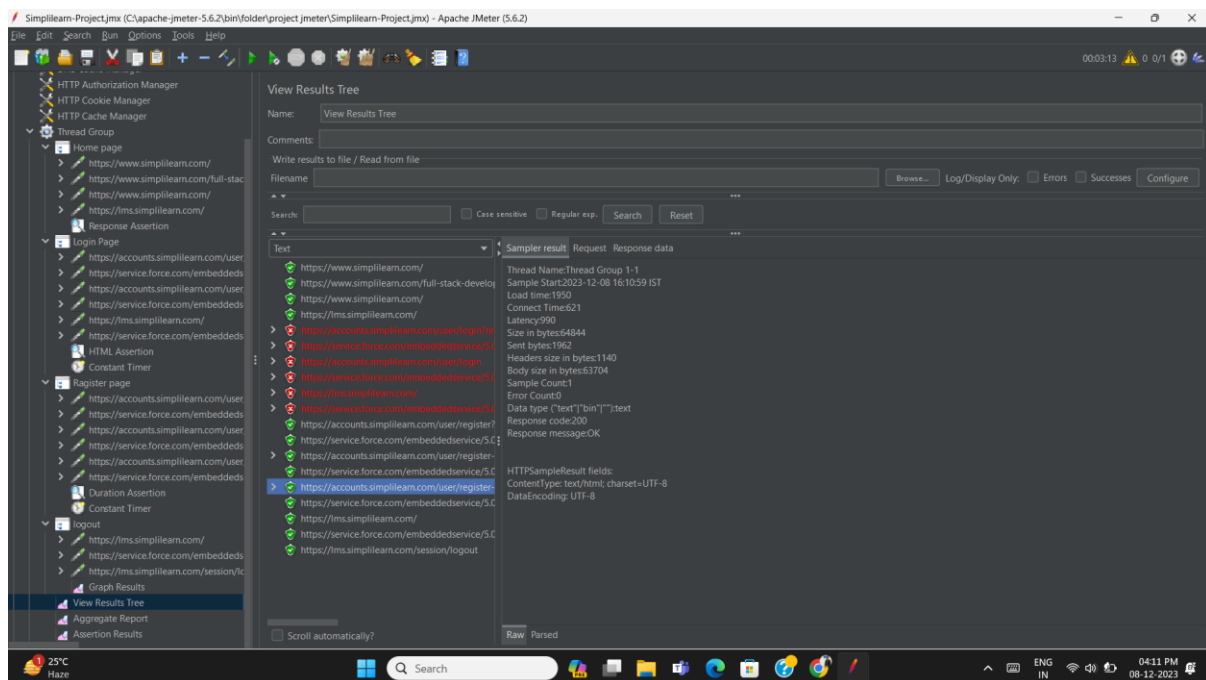 Simplilearn-Project.jmx (C:\apache-jmeter-5.6.2\bin\folder\project jmeter\Simplilearn-Project.jmx) - Apache JMeter (5.6.2)
File Edit Search Run Options Tools Help
00:03:13 0 0/1
HTTP Authorization Manager
HTTP Cookie Manager
HTTP Cache Manager
Thread Group
Home page
https://www.simplilearn.com/
https://www.simplilearn.com/full-stac
https://www.simplilearn.com/
https://lms.simplilearn.com/
Response Assertion
Login Page
https://accounts.simplilearn.com/user
https://service.force.com/embeddeds
https://accounts.simplilearn.com/user
https://service.force.com/embeddeds
https://lms.simplilearn.com/
https://service.force.com/embeddeds
HTML Assertion
Constant Timer
Ragister page
https://accounts.simplilearn.com/user
https://service.force.com/embeddeds
https://accounts.simplilearn.com/user
https://service.force.com/embeddeds
https://accounts.simplilearn.com/user
https://service.force.com/embeddeds
Duration Assertion
Constant Timer
logout
https://lms.simplilearn.com/
https://service.force.com/embeddeds
https://lms.simplilearn.com/session/lc
Graph Results
View Results Tree
Aggregate Report
Assertion Results
View Results Tree
Name: View Results Tree
Comments:
Write results to file / Read from file
Filename Browse... Log/Display Only: Errors Successes Configure
Search: Case sensitive Regular exp. Search Reset
Text
https://www.simplilearn.com/
https://www.simplilearn.com/full-stack-develop
https://www.simplilearn.com/
https://lms.simplilearn.com/
https://accounts.simplilearn.com/user/login
https://service.force.com/embeddedservice/5.0
https://accounts.simplilearn.com/user/login
https://service.force.com/embeddedservice/5.0
https://lms.simplilearn.com/
https://service.force.com/embeddedservice/5.0
https://accounts.simplilearn.com/user/register?
https://service.force.com/embeddedservice/5.0
https://accounts.simplilearn.com/user/register-
https://service.force.com/embeddedservice/5.0
https://accounts.simplilearn.com/user/register-
https://service.force.com/embeddedservice/5.0
https://lms.simplilearn.com/
https://service.force.com/embeddedservice/5.0
https://lms.simplilearn.com/session/logout
Scroll automatically?
Sampler result Request Response data
Thread Name:Thread Group 1-1
Sample Start:2023-12-08 16:10:59 IST
Load time:1950
Connect Time:621
Latency:990
Size in bytes:64844
Sent bytes:1962
Headers size in bytes:1140
Body size in bytes:63704
Sample Count:1
Error Count:0
Data type ("text"|"bin"|""):text
Response code:200
Response message:OK
HTTPSampleResult fields:
ContentType: text/html; charset=UTF-8
DataEncoding: UTF-8
Raw Parsed
1
25°C
Haze
Search
ENG
IN
04:11 PM
08-12-2023